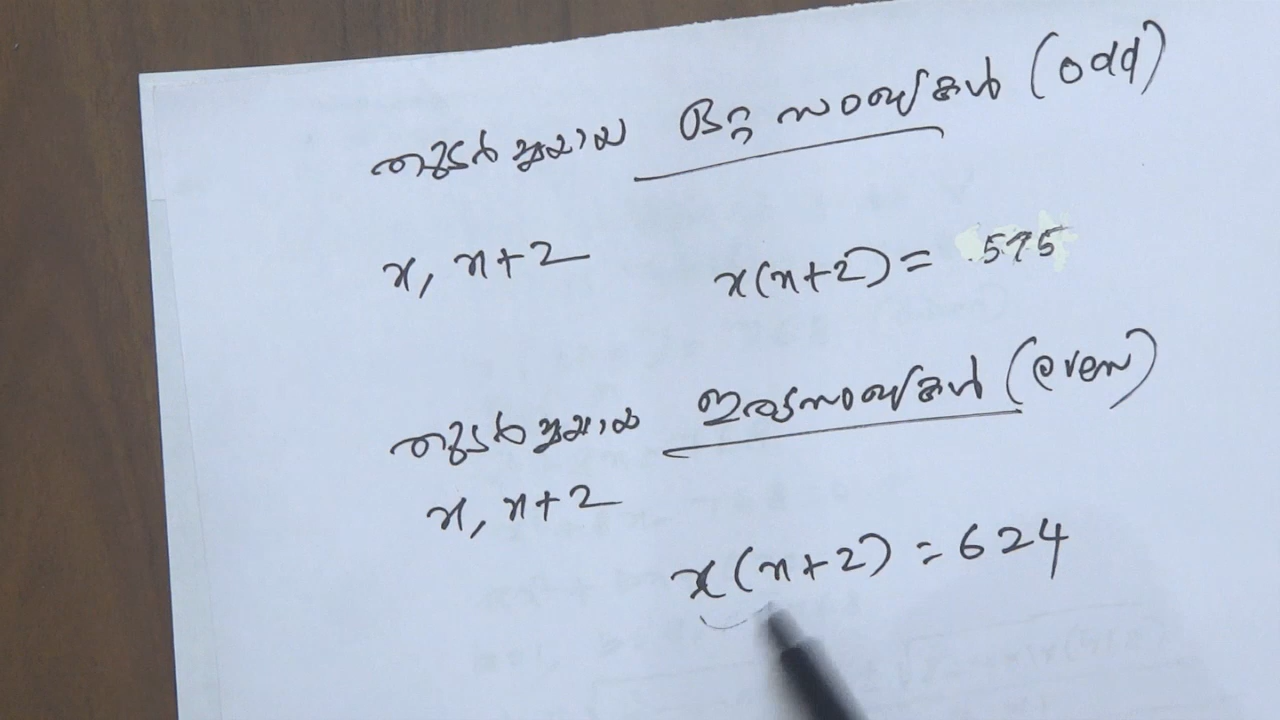 തുടർച്ചയായ ഒറ്റ സംഖ്യകൾ (odd)
x, x+2
x(x+2) = 575
തുടർച്ചയായ ഇരട്ടസംഖ്യകൾ (even)
x, x+2
x(x+2) = 624